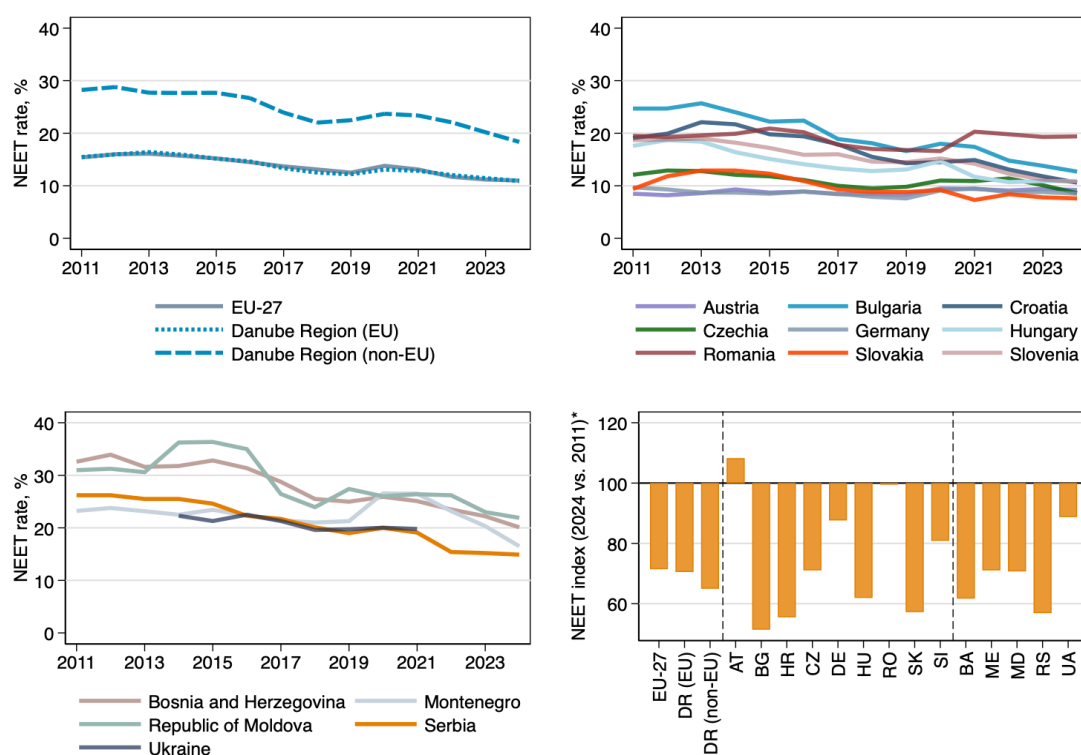 NEET rate, %
40
30
20
10
0
2011 2013 2015 2017 2019 2021 2023
EU-27
Danube Region (EU)
Danube Region (non-EU)
NEET rate, %
40
30
20
10
0
2011 2013 2015 2017 2019 2021 2023
Austria Bulgaria Croatia
Czechia Germany Hungary
Romania Slovakia Slovenia
NEET rate, %
40
30
20
10
0
2011 2013 2015 2017 2019 2021 2023
Bosnia and Herzegovina Montenegro
Republic of Moldova Serbia
Ukraine
NEET index (2024 vs. 2011)*
120
100
80
60
EU-27 DR (EU) DR (non-EU) AT BG HR CZ DE HU RO SK SI BA ME MD RS UA